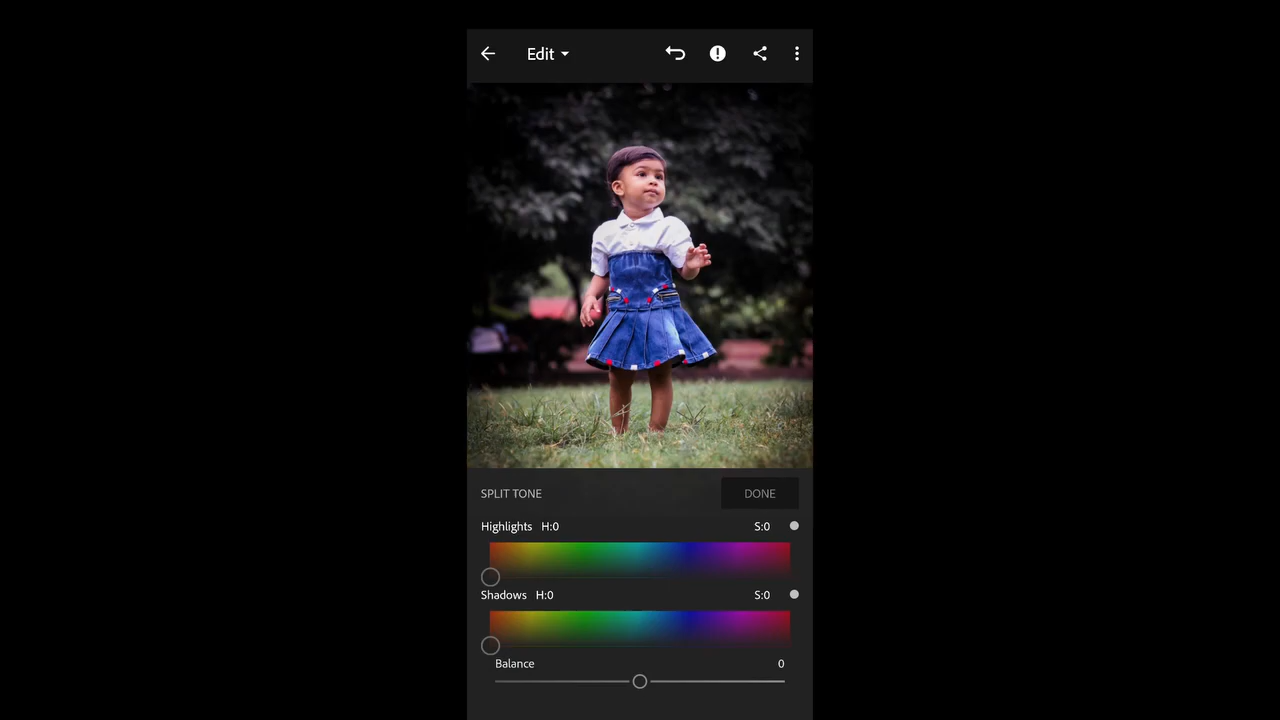 Edit
SPLIT TONE DONE
Highlights H:0 S:0
Shadows H:0 S:0
Balance 0